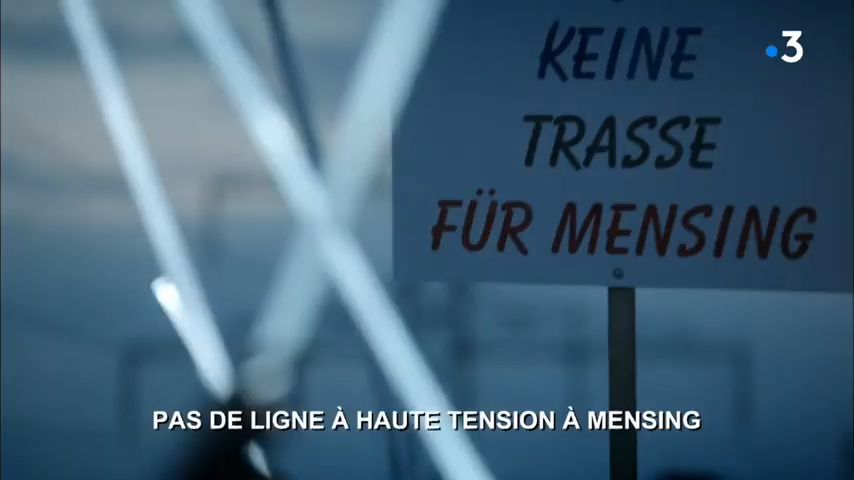 KEINE
TRASSE
FÜR MENSING
3
PAS DE LIGNE À HAUTE TENSION À MENSING